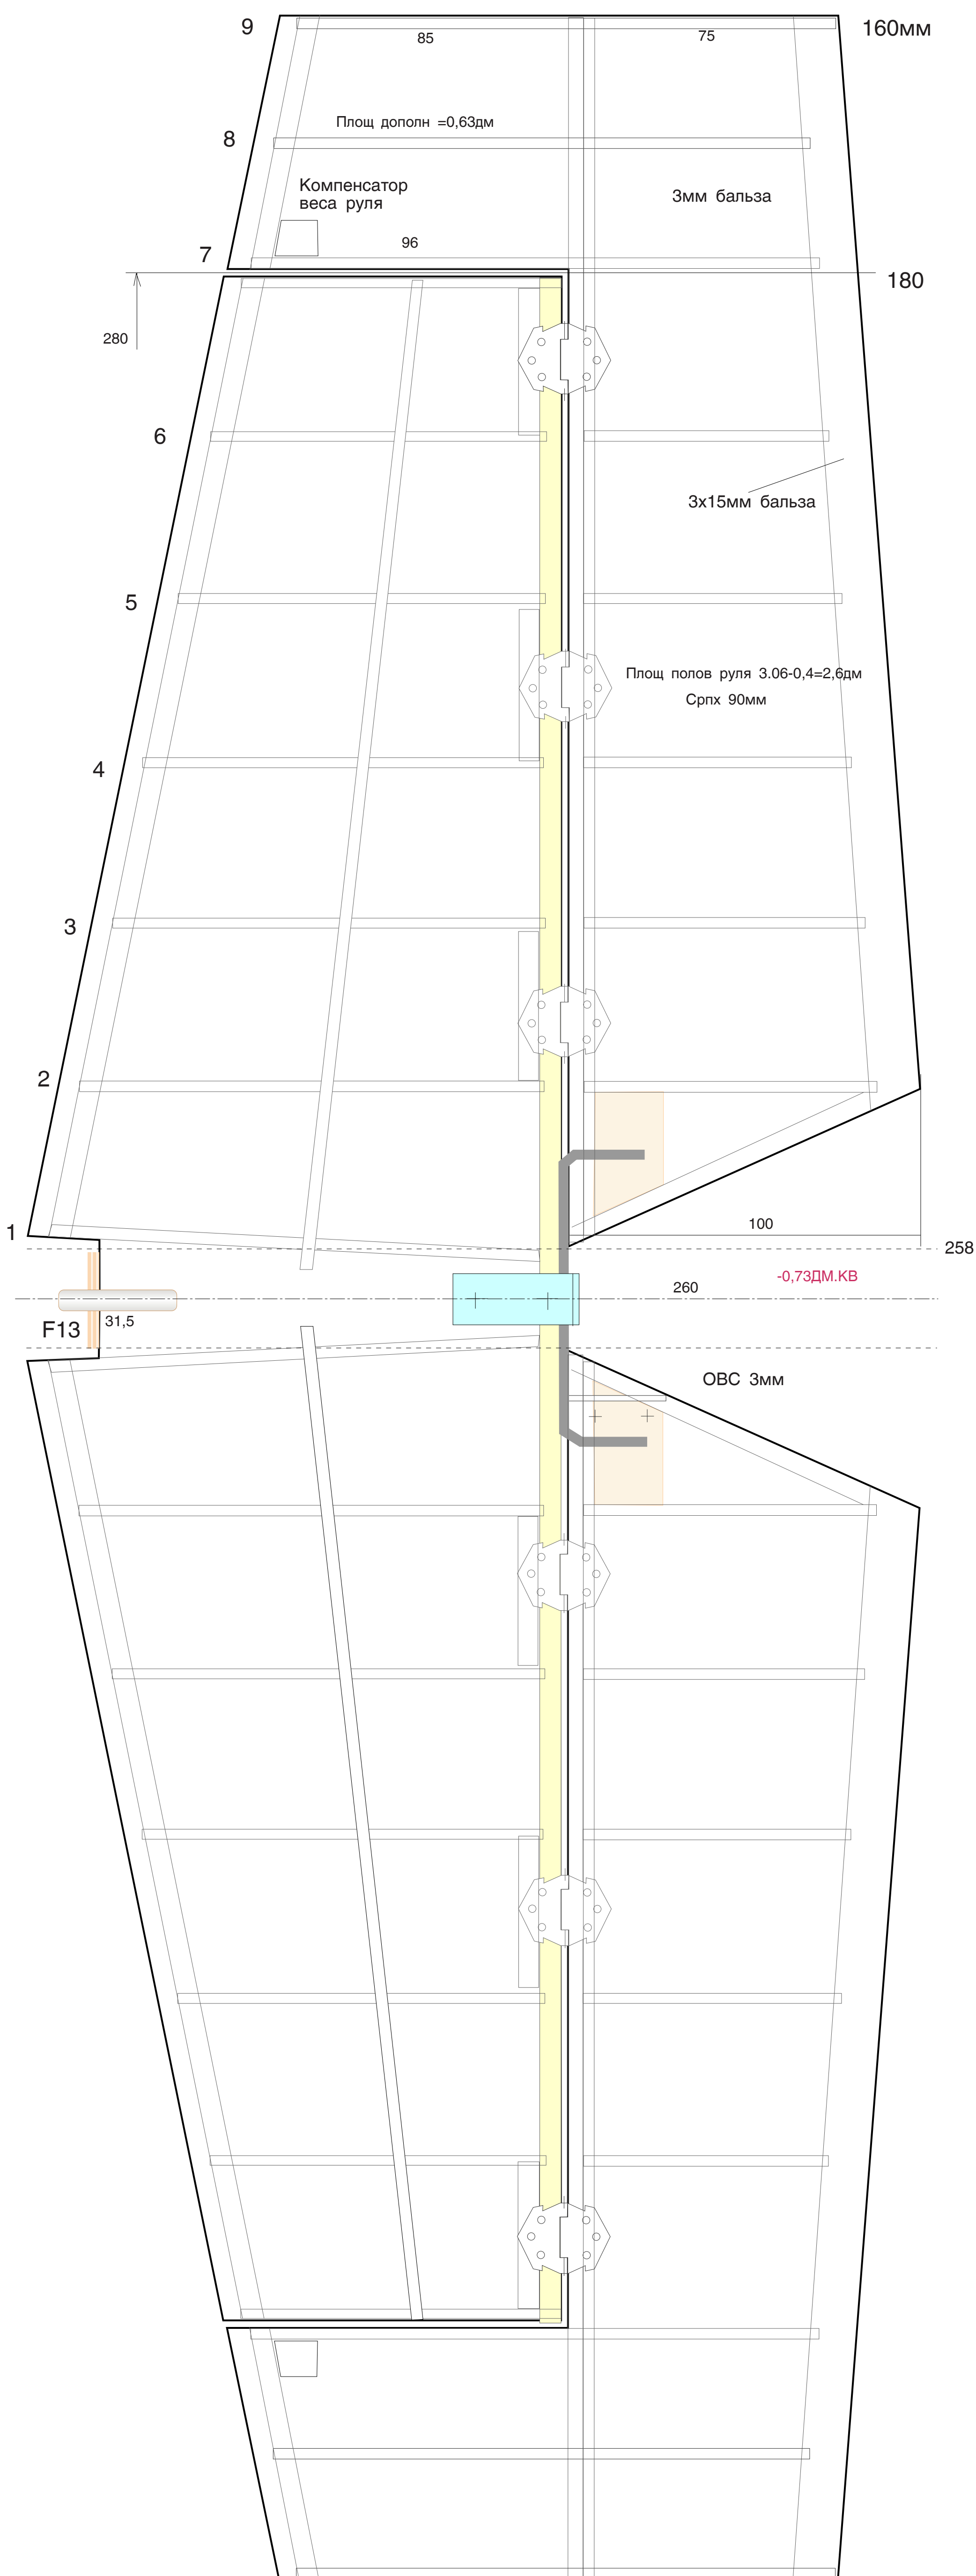 9
160мм
85
75
Площ дополн =0,63дм
8
Компенсатор
веса руля
3мм бальза
96
7
180
280
6
3х15мм бальза
5
Площ полов руля 3.06-0,4=2,6дм
Српх 90мм
4
3
2
1
100
258
-0,73ДМ.КВ
260
31,5
F13
ОВС 3мм